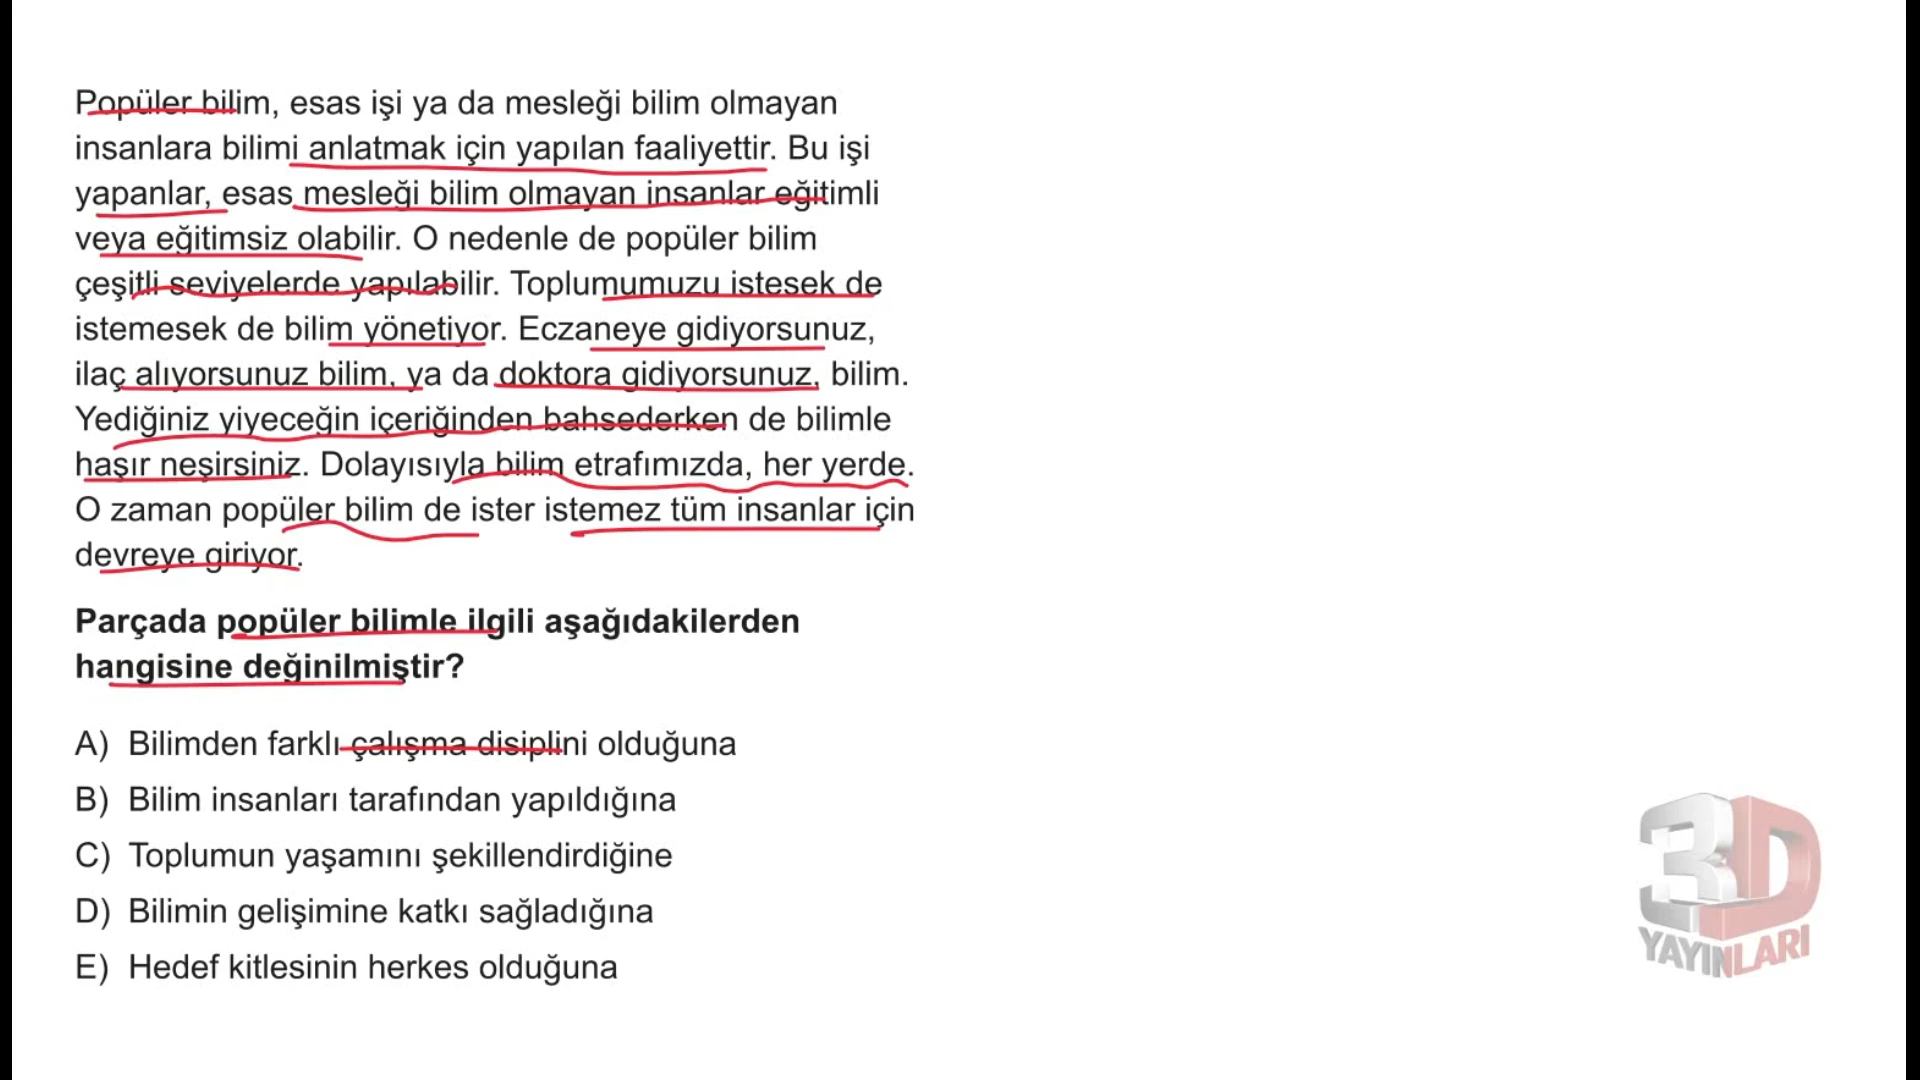 Popüler bilim, esas işi ya da mesleği bilim olmayan
insanlara bilimi anlatmak için yapılan faaliyettir. Bu işi
yapanlar, esas mesleği bilim olmayan insanlar eğitimli
veya eğitimsiz olabilir. O nedenle de popüler bilim
çeşitli seviyelerde yapılabilir. Toplumumuzu istesek de
istemesek de bilim yönetiyor. Eczaneye gidiyorsunuz,
ilaç alıyorsunuz bilim, ya da doktora gidiyorsunuz, bilim.
Yediğiniz yiyeceğin içeriğinden bahsederken de bilimle
haşır neşirsiniz. Dolayısıyla bilim etrafımızda, her yerde.
O zaman popüler bilim de ister istemez tüm insanlar için
devreye giriyor.
Parçada popüler bilimle ilgili aşağıdakilerden
hangisine değinilmiştir?
A) Bilimden farklı çalışma disiplini olduğuna
B) Bilim insanları tarafından yapıldığına
C) Toplumun yaşamını şekillendirdiğine
D) Bilimin gelişimine katkı sağladığına
E) Hedef kitlesinin herkes olduğuna
3D
YAYINLARI